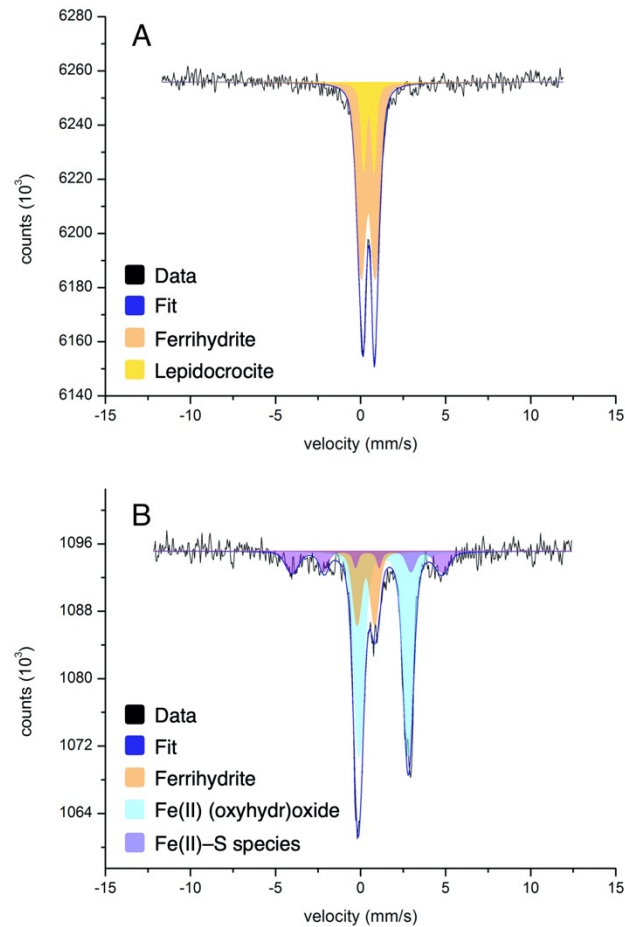 A
6280
6260
6240
6220
6200
6180
6160
6140
counts (10³)
Data
Fit
Ferrihydrite
Lepidocrocite
-15 -10 -5 0 5 10 15
velocity (mm/s)
B
1096
1088
1080
1072
1064
counts (10³)
Data
Fit
Ferrihydrite
Fe(II) (oxyhydr)oxide
Fe(II)–S species
-15 -10 -5 0 5 10 15
velocity (mm/s)